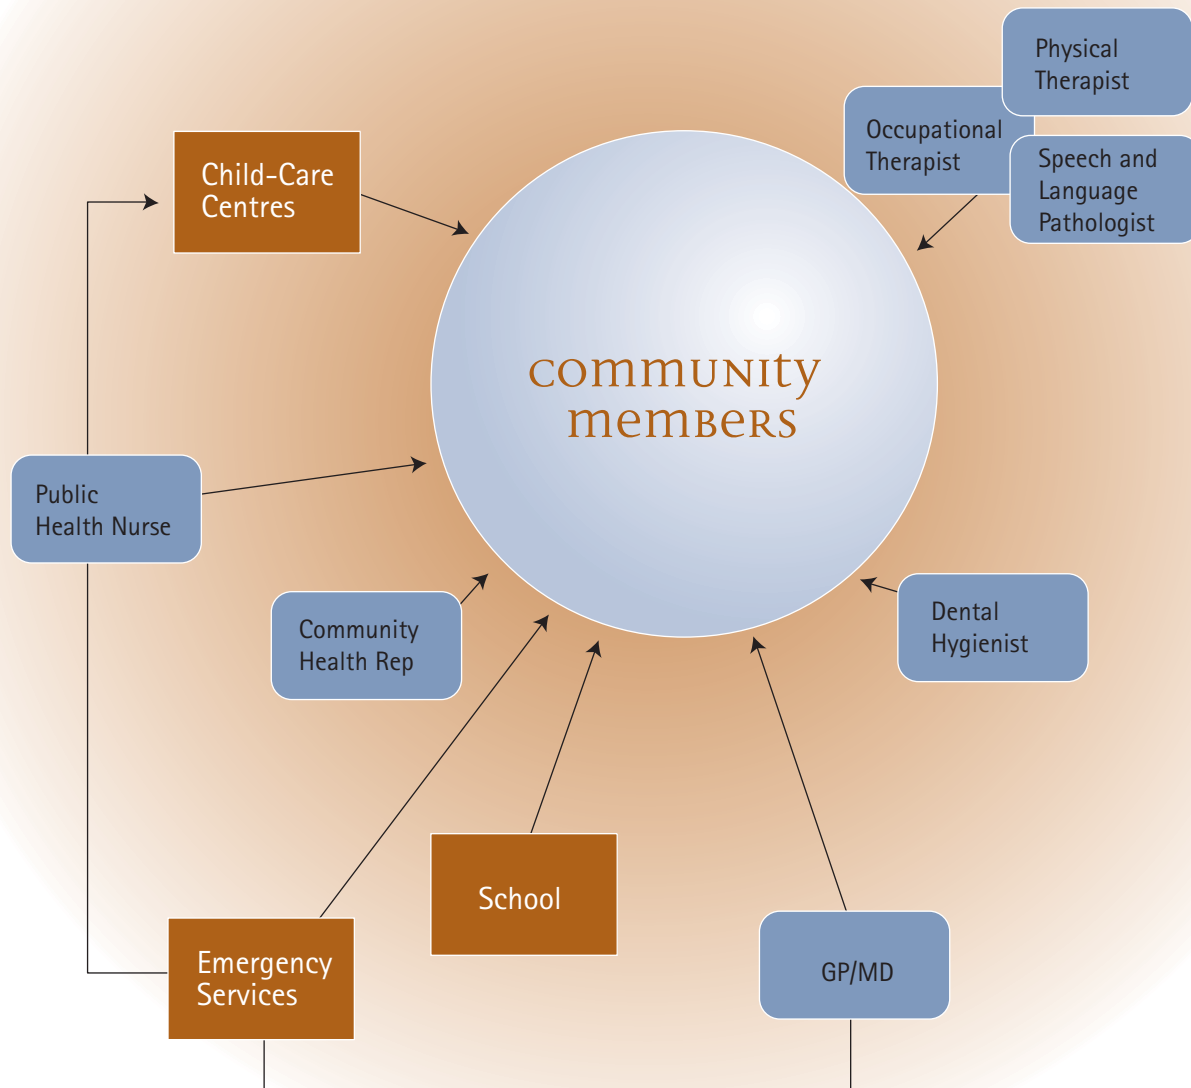 Physical
Therapist
Occupational
Therapist
Speech and
Language
Pathologist
Child-Care
Centres
community
members
Public
Health Nurse
Community
Health Rep
Dental
Hygienist
School
Emergency
Services
GP/MD